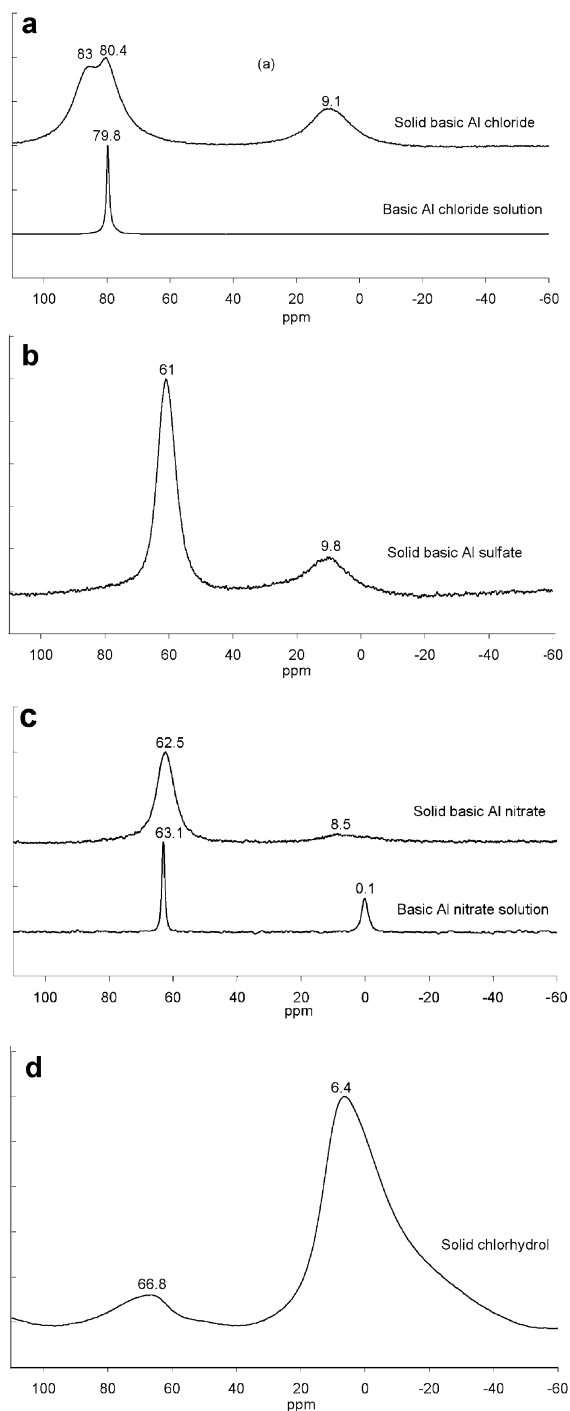 a
83 80.4
(a)
9.1
Solid basic Al chloride
79.8
Basic Al chloride solution
100 80 60 40 20 0 -20 -40 -60
ppm
b
61
9.8
Solid basic Al sulfate
100 80 60 40 20 0 -20 -40 -60
ppm
c
62.5
8.5
Solid basic Al nitrate
63.1
0.1
Basic Al nitrate solution
100 80 60 40 20 0 -20 -40 -60
ppm
d
6.4
Solid chlorhydrol
66.8
100 80 60 40 20 0 -20 -40 -60
ppm